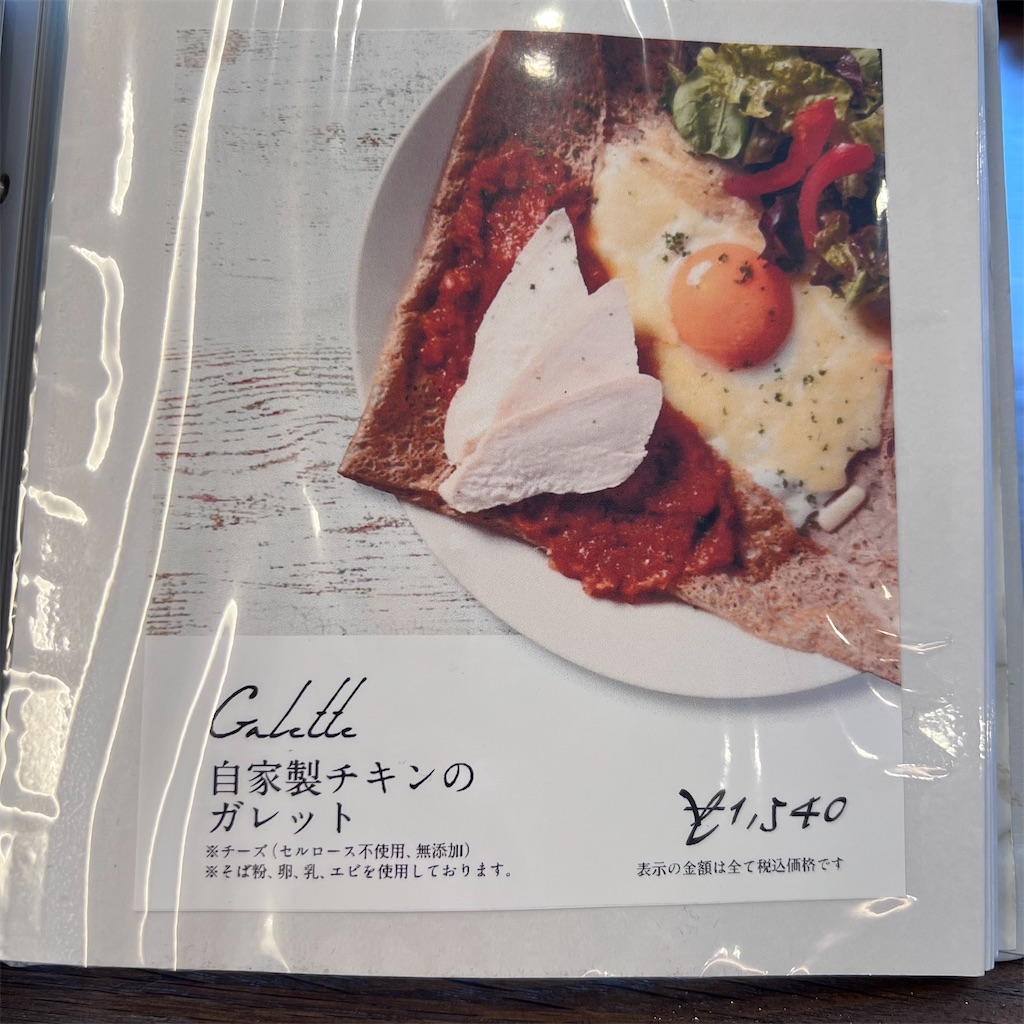 Galette
自家製チキンの
ガレット
※チーズ(セルロース不使用、無添加)
※そば粉、卵、乳、エビを使用しております。
¥1,540
表示の金額は全て税込価格です